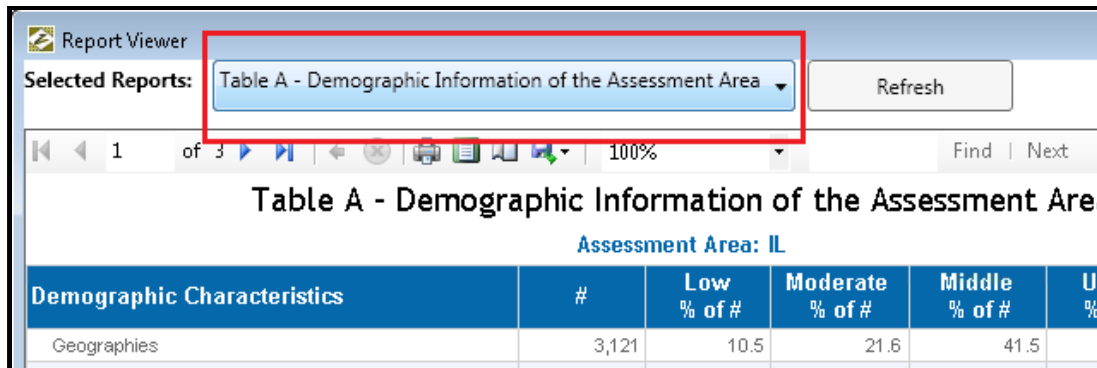 Report Viewer
Selected Reports: Table A - Demographic Information of the Assessment Area Refresh
1 of 3 100% Find | Next
Table A - Demographic Information of the Assessment Are
Assessment Area: IL
Demographic Characteristics # Low % of # Moderate % of # Middle % of # U %
Geographies 3,121 10.5 21.6 41.5